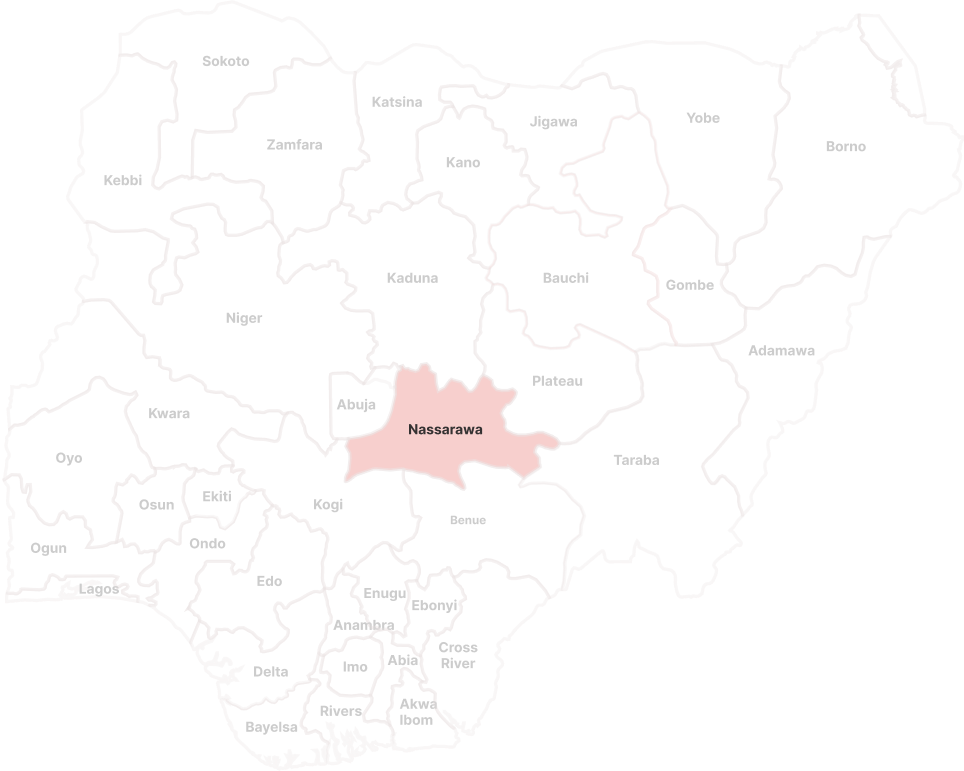 Sokoto
Katsina
Jigawa
Yobe
Borno
Zamfara
Kano
Kebbi
Kaduna
Bauchi
Gombe
Niger
Adamawa
Plateau
Abuja
Kwara
Nassarawa
Oyo
Taraba
Osun
Ekiti
Kogi
Benue
Ogun
Ondo
Lagos
Edo
Enugu
Ebonyi
Anambra
Cross
River
Delta
Imo
Abia
Rivers
Akwa
Ibom
Bayelsa